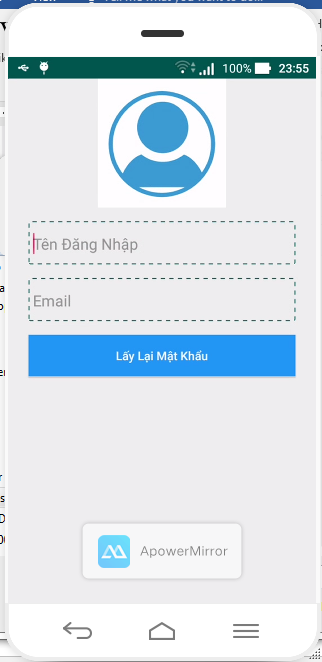 100% 23:55
Tên Đăng Nhập
Email
Lấy Lại Mật Khẩu
ApowerMirror